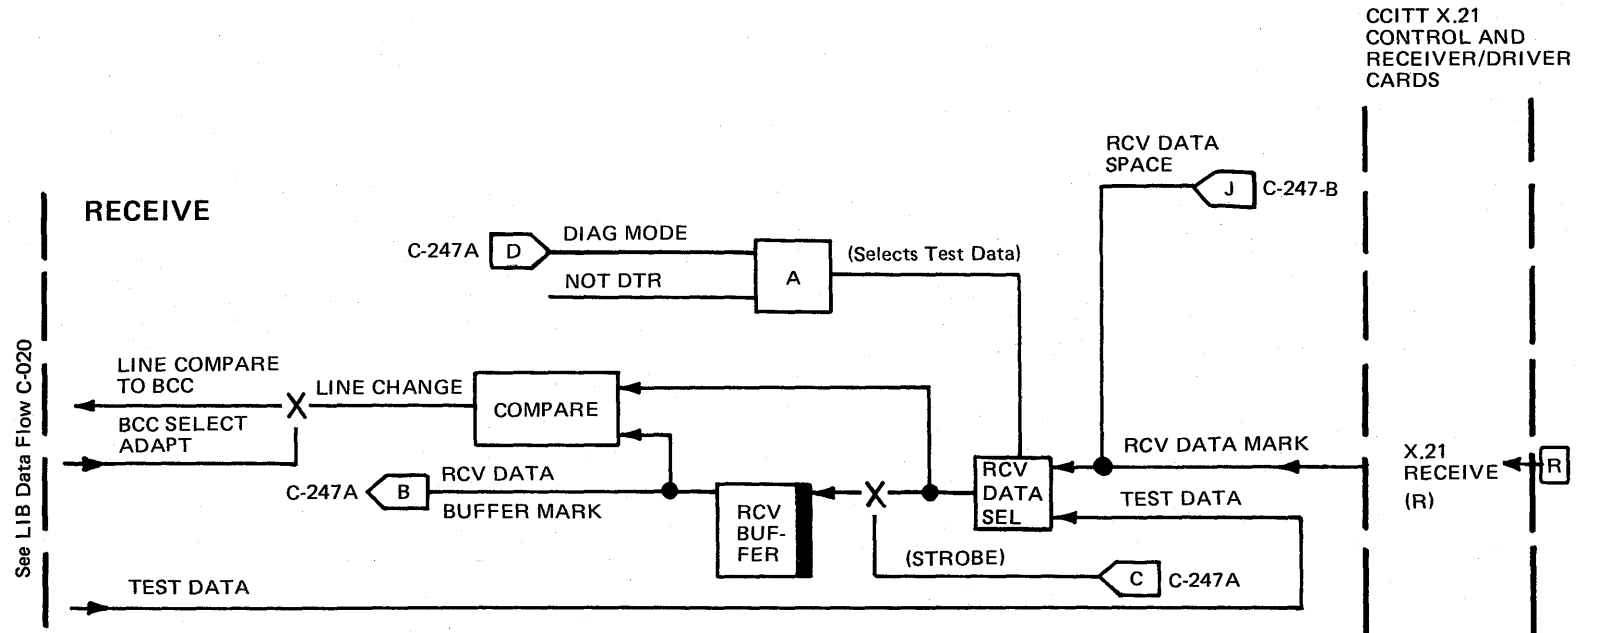 CCITT X.21
CONTROL AND
RECEIVER/DRIVER
CARDS
RCV DATA
SPACE
J
C-247-B
RECEIVE
C-247A
D
DIAG MODE
NOT DTR
A
(Selects Test Data)
See LIB Data Flow C-020
LINE COMPARE
TO BCC
X
LINE CHANGE
COMPARE
BCC SELECT
ADAPT
RCV DATA MARK
X.21
RECEIVE
(R)
R
C-247A
B
RCV DATA
BUFFER MARK
RCV
BUF-
FER
X
RCV
DATA
SEL
TEST DATA
(STROBE)
C
C-247A
TEST DATA